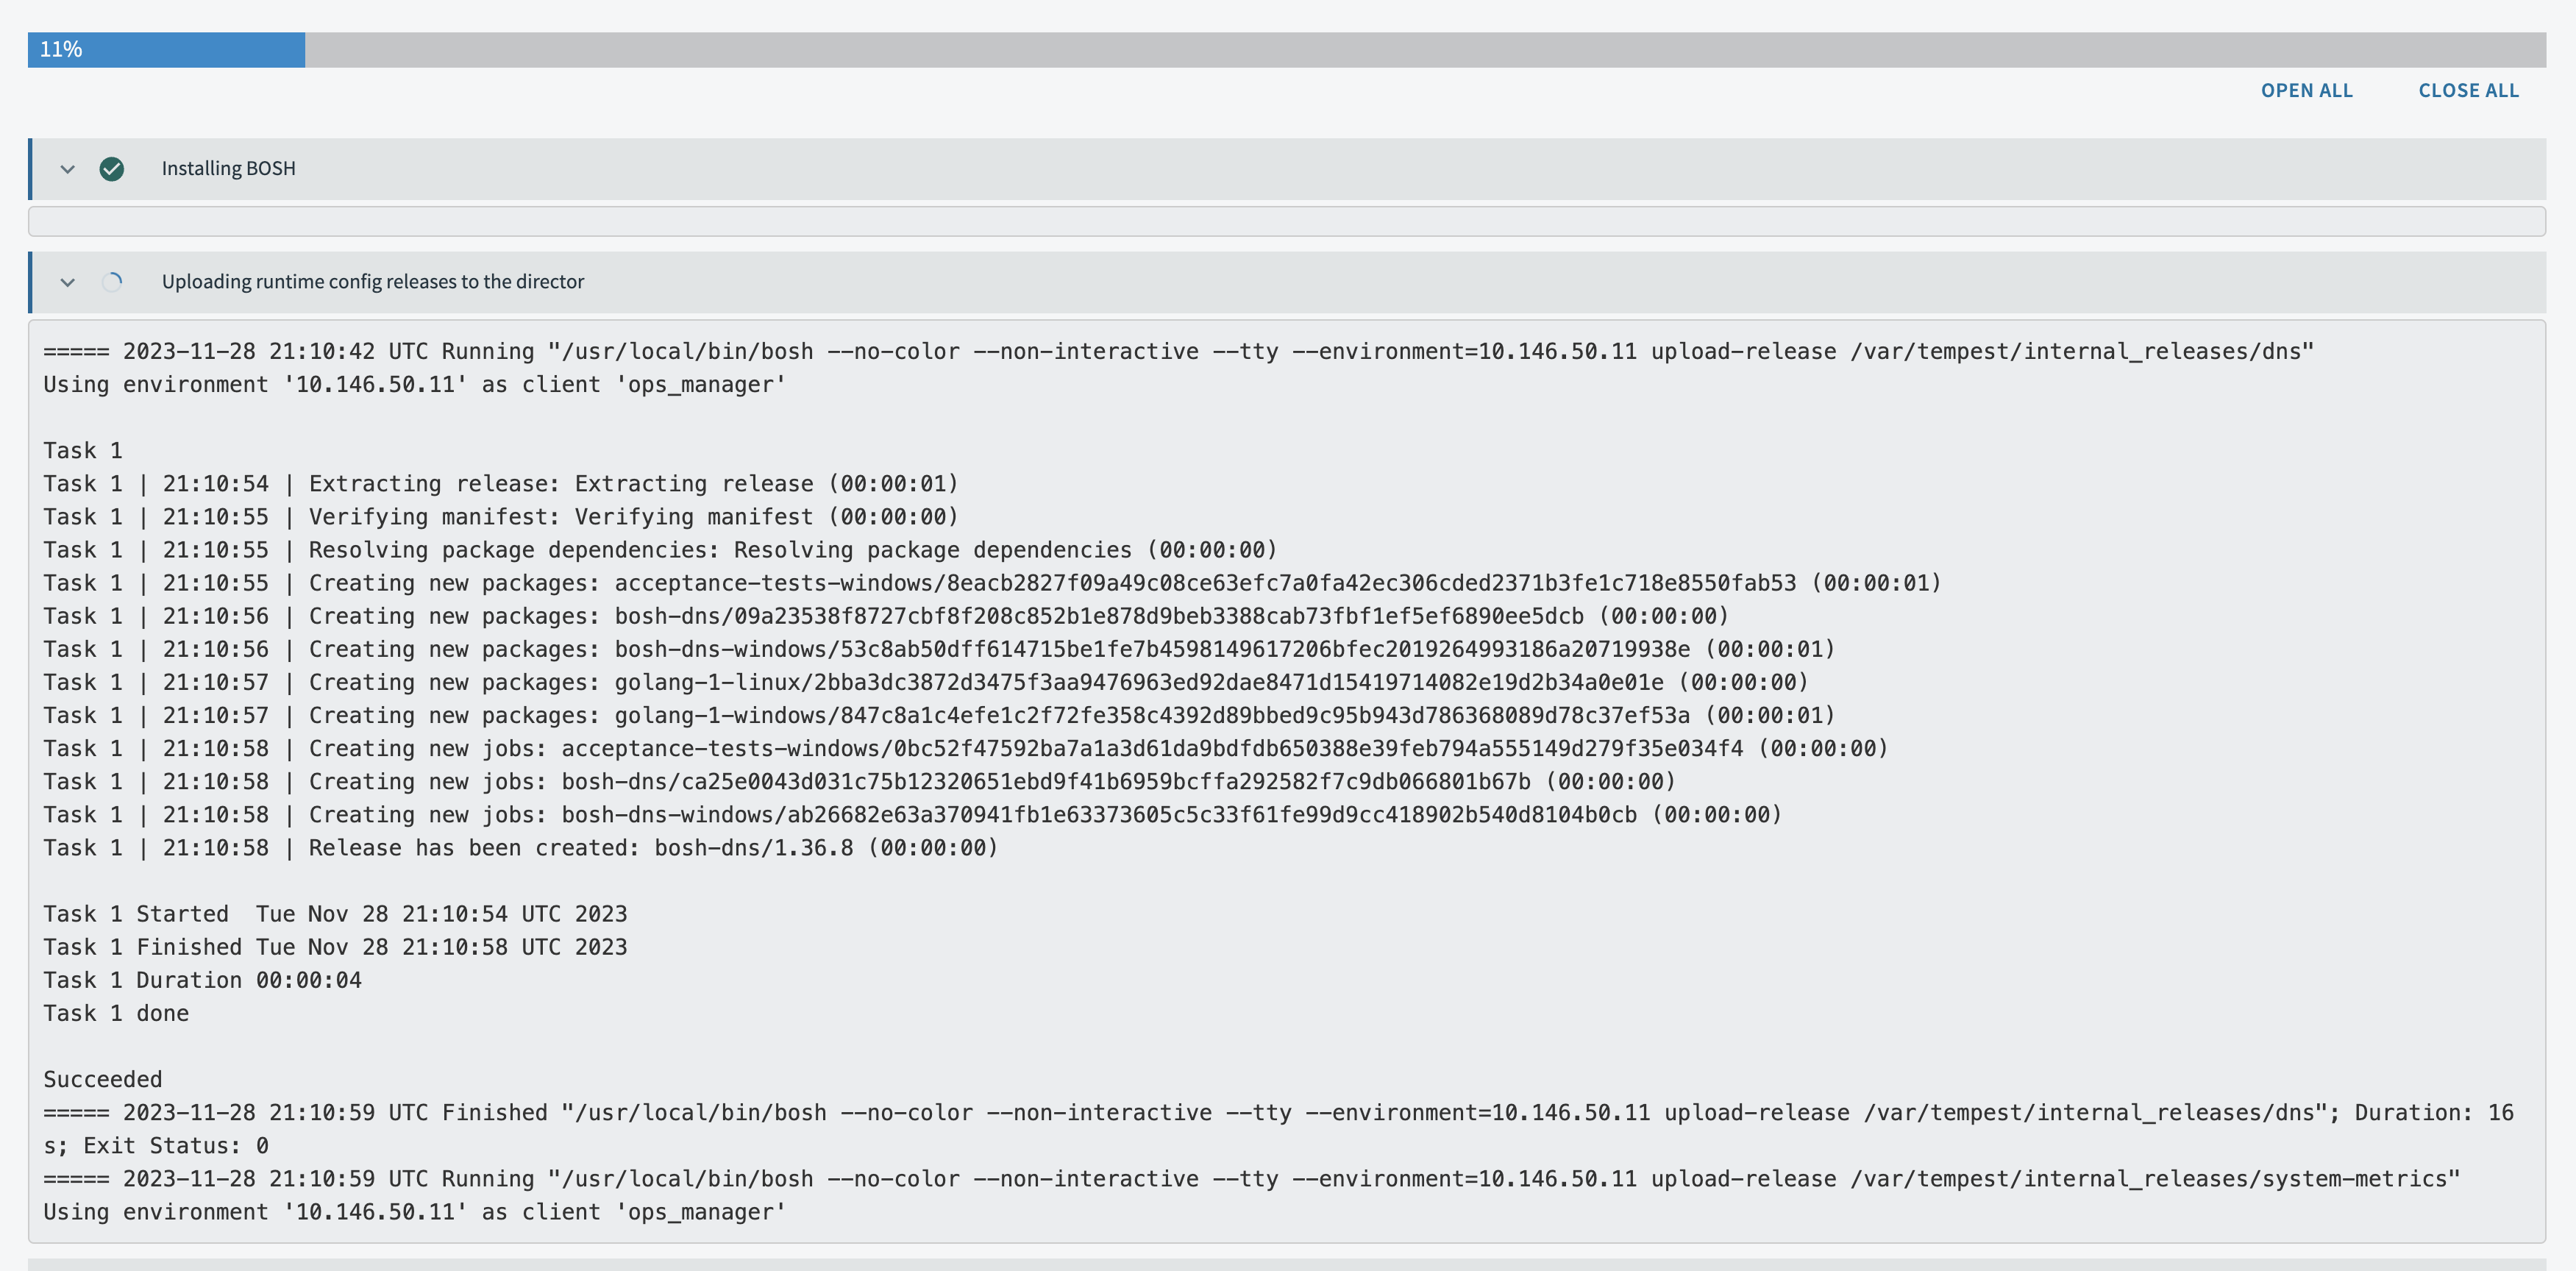 11%
OPEN ALL CLOSE ALL
Installing BOSH
Uploading runtime config releases to the director
===== 2023-11-28 21:10:42 UTC Running "/usr/local/bin/bosh --no-color --non-interactive --tty --environment=10.146.50.11 upload-release /var/tempest/internal_releases/dns"
Using environment '10.146.50.11' as client 'ops_manager'
Task 1
Task 1 | 21:10:54 | Extracting release: Extracting release (00:00:01)
Task 1 | 21:10:55 | Verifying manifest: Verifying manifest (00:00:00)
Task 1 | 21:10:55 | Resolving package dependencies: Resolving package dependencies (00:00:00)
Task 1 | 21:10:55 | Creating new packages: acceptance-tests-windows/8eacb2827f09a49c08ce63efc7a0fa42ec306cded2371b3fe1c718e8550fab53 (00:00:01)
Task 1 | 21:10:56 | Creating new packages: bosh-dns/09a23538f8727cbf8f208c852b1e878d9beb3388cab73fbf1ef5ef6890ee5dcb (00:00:00)
Task 1 | 21:10:56 | Creating new packages: bosh-dns-windows/53c8ab50dff614715be1fe7b4598149617206bfec2019264993186a20719938e (00:00:01)
Task 1 | 21:10:57 | Creating new packages: golang-1-linux/2bba3dc3872d3475f3aa9476963ed92dae8471d15419714082e19d2b34a0e01e (00:00:00)
Task 1 | 21:10:57 | Creating new packages: golang-1-windows/847c8a1c4efe1c2f72fe358c4392d89bbed9c95b943d786368089d78c37ef53a (00:00:01)
Task 1 | 21:10:58 | Creating new jobs: acceptance-tests-windows/0bc52f47592ba7a1a3d61da9bdfdb650388e39feb794a555149d279f35e034f4 (00:00:00)
Task 1 | 21:10:58 | Creating new jobs: bosh-dns/ca25e0043d031c75b12320651ebd9f41b6959bcffa292582f7c9db066801b67b (00:00:00)
Task 1 | 21:10:58 | Creating new jobs: bosh-dns-windows/ab26682e63a370941fb1e63373605c5c33f61fe99d9cc418902b540d8104b0cb (00:00:00)
Task 1 | 21:10:58 | Release has been created: bosh-dns/1.36.8 (00:00:00)
Task 1 Started  Tue Nov 28 21:10:54 UTC 2023
Task 1 Finished Tue Nov 28 21:10:58 UTC 2023
Task 1 Duration 00:00:04
Task 1 done
Succeeded
===== 2023-11-28 21:10:59 UTC Finished "/usr/local/bin/bosh --no-color --non-interactive --tty --environment=10.146.50.11 upload-release /var/tempest/internal_releases/dns"; Duration: 16
s; Exit Status: 0
===== 2023-11-28 21:10:59 UTC Running "/usr/local/bin/bosh --no-color --non-interactive --tty --environment=10.146.50.11 upload-release /var/tempest/internal_releases/system-metrics"
Using environment '10.146.50.11' as client 'ops_manager'